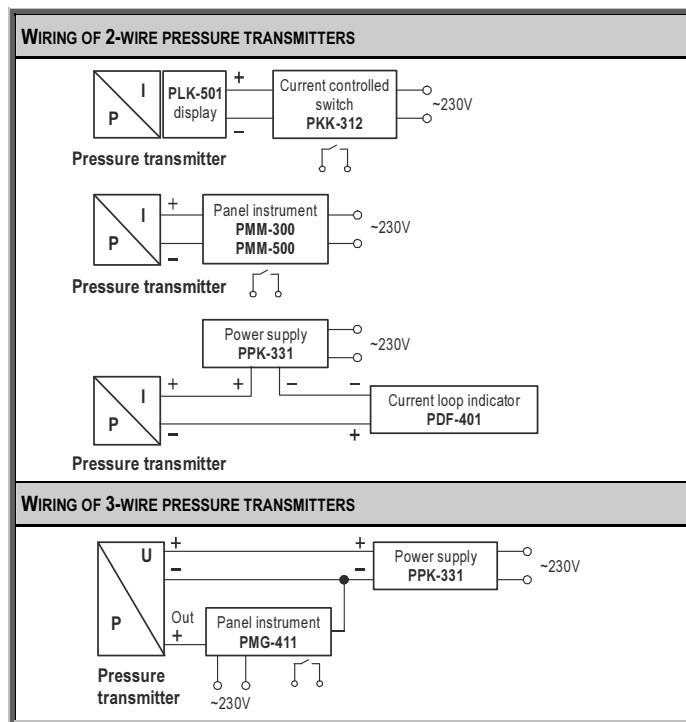 WIRING OF 2-WIRE PRESSURE TRANSMITTERS
I
P
PLK-501
display
+
–
Current controlled
switch
PKK-312
~230V
Pressure transmitter
I
P
+
–
Panel instrument
PMM-300
PMM-500
~230V
Pressure transmitter
Power supply
PPK-331
~230V
I
P
+
+
–
–
–
+
Current loop indicator
PDF-401
Pressure transmitter
WIRING OF 3-WIRE PRESSURE TRANSMITTERS
U
P
+
–
+
–
Power supply
PPK-331
~230V
Out
+
Panel instrument
PMG-411
Pressure
transmitter
~230V